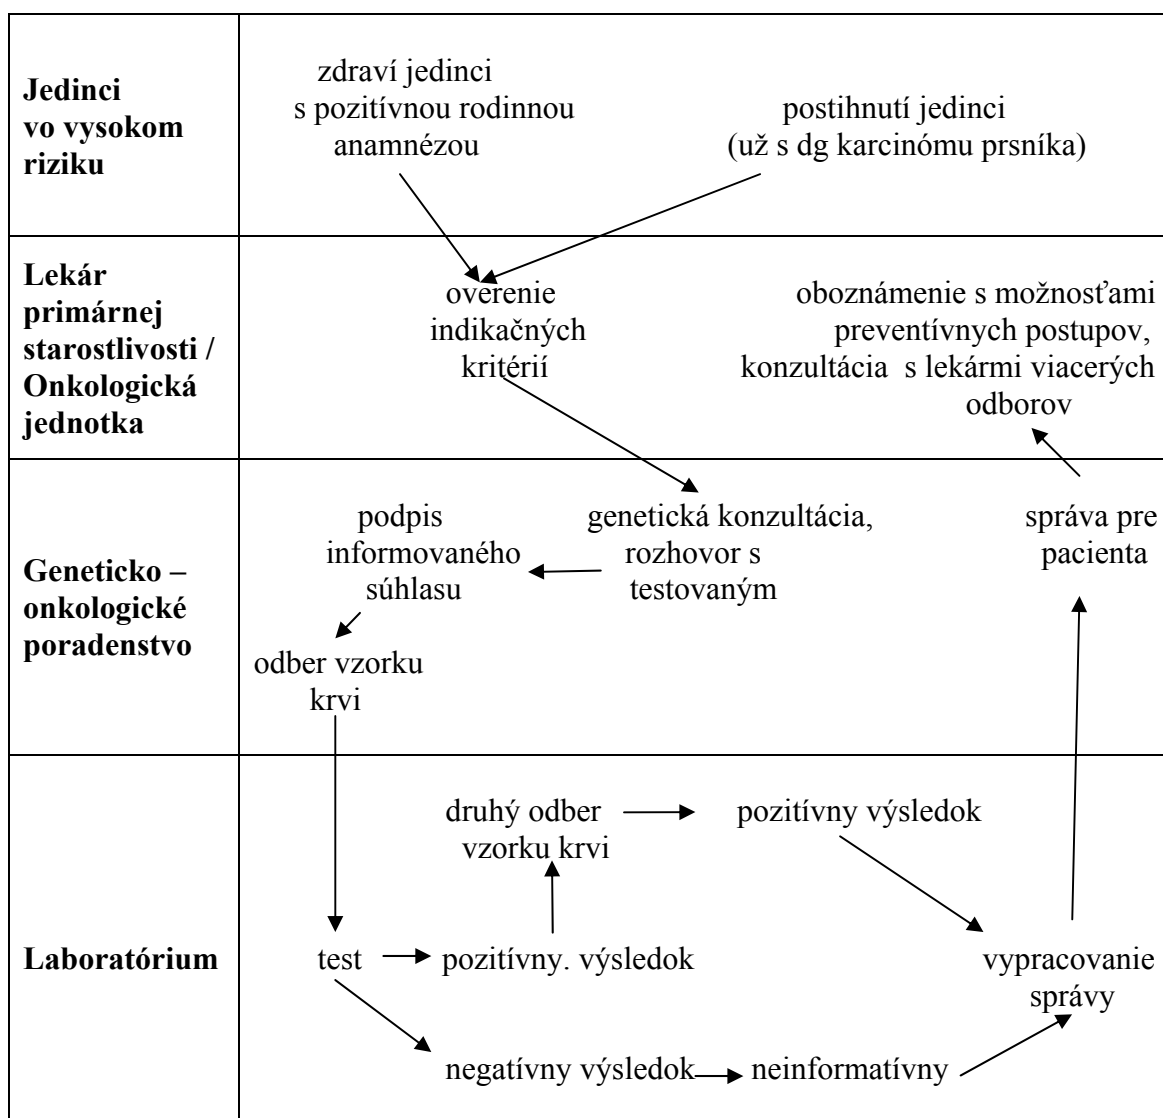 Jedinci
vo vysokom
riziku
zdraví jedinci
s pozitívnou rodinnou
anamnézou
postihnutí jedinci
(už s dg karcinómu prsníka)
Lekár
primárnej
starostlivosti /
Onkologická
jednotka
overenie
indikačných
kritérií
oboznámenie s možnosťami
preventívnych postupov,
konzultácia  s lekármi viacerých
odborov
Geneticko –
onkologické
poradenstvo
podpis
informovaného
súhlasu
genetická konzultácia,
rozhovor s
testovaným
správa pre
pacienta
odber vzorku
krvi
Laboratórium
druhý odber
vzorku krvi
pozitívny výsledok
test
pozitívny. výsledok
vypracovanie
správy
negatívny výsledok
neinformatívny